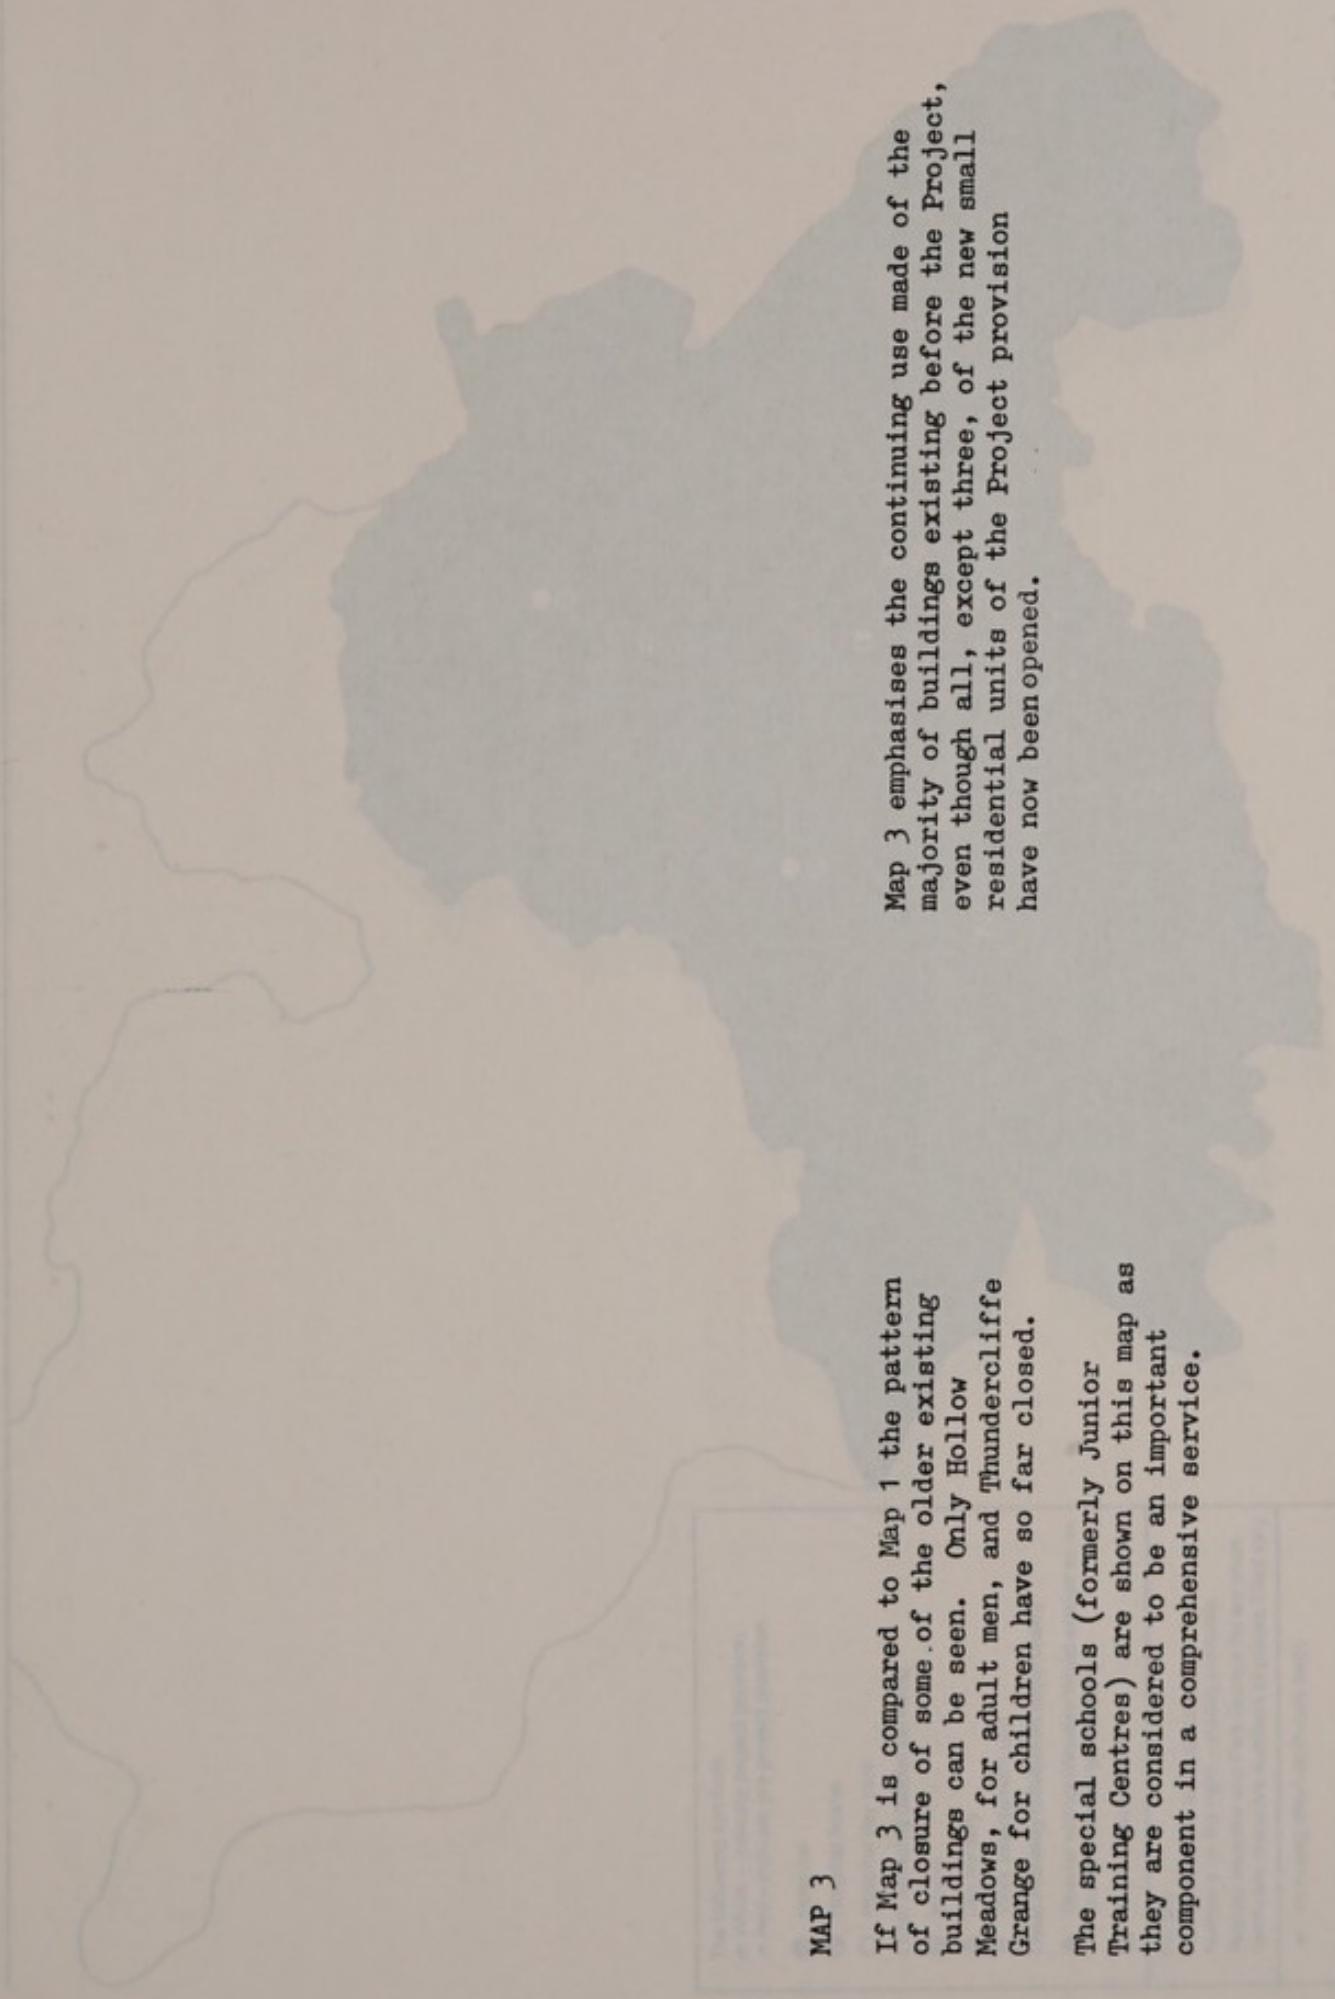 MAP 3
If Map 3 is compared to Map 1 the pattern
of closure of some of the older existing
buildings can be seen. Only Hollow
Meadows, for adult men, and Thundercliffe
Grange for children have so far closed.
The special schools (formerly Junior
Training Centres) are shown on this map as
they are considered to be an important
component in a comprehensive service.
Map 3 emphasises the continuing use made of the
majority of buildings existing before the Project,
even though all, except three, of the new small
residential units of the Project provision
have now been opened.